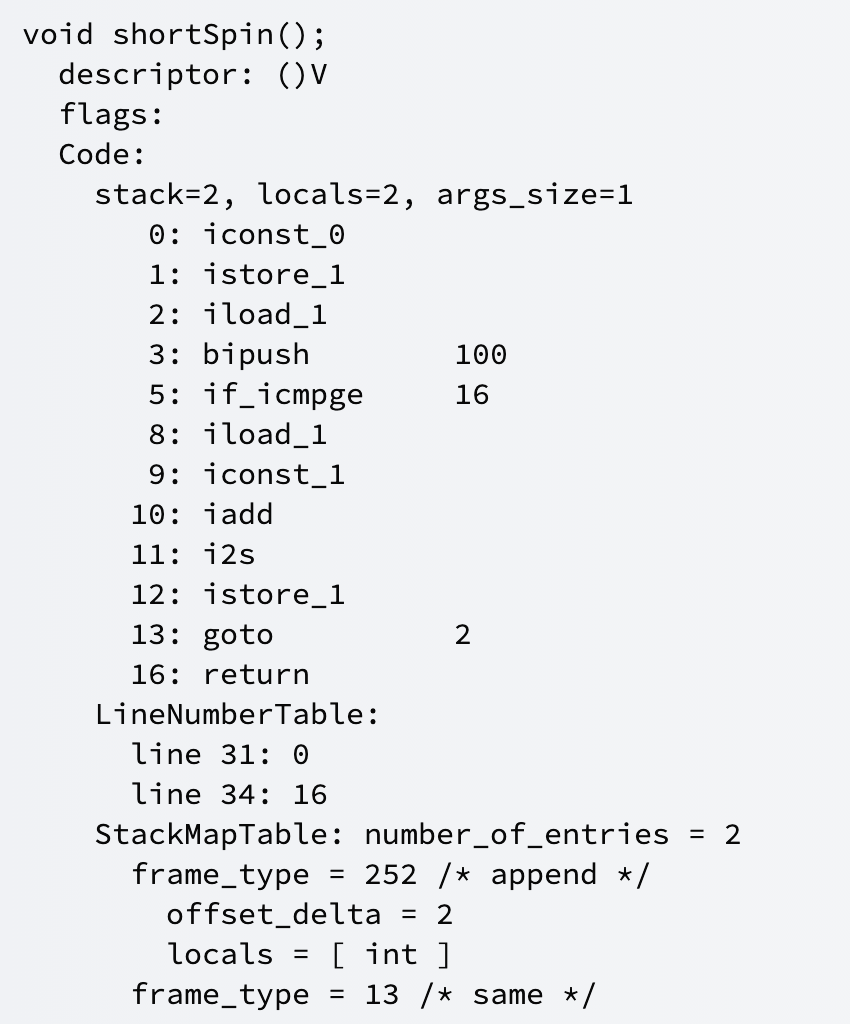 void shortSpin();
  descriptor: ()V
  flags:
  Code:
    stack=2, locals=2, args_size=1
       0: iconst_0
       1: istore_1
       2: iload_1
       3: bipush        100
       5: if_icmpge     16
       8: iload_1
       9: iconst_1
      10: iadd
      11: i2s
      12: istore_1
      13: goto          2
      16: return
    LineNumberTable:
      line 31: 0
      line 34: 16
    StackMapTable: number_of_entries = 2
      frame_type = 252 /* append */
        offset_delta = 2
        locals = [ int ]
      frame_type = 13 /* same */